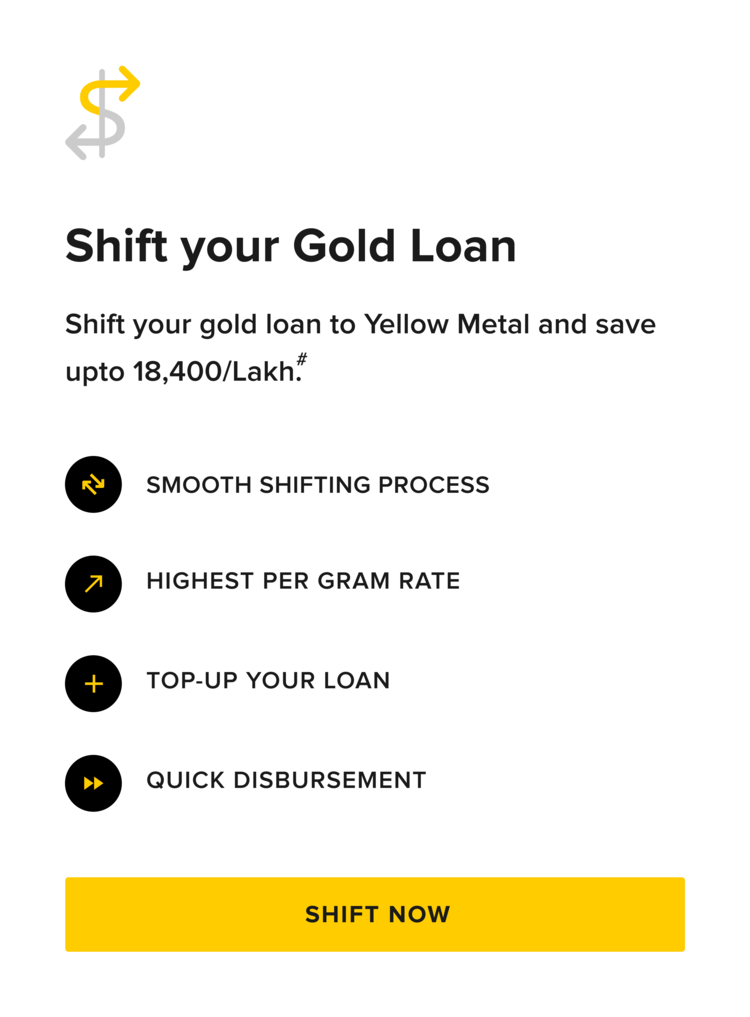 Shift your Gold Loan
Shift your gold loan to Yellow Metal and save
upto 18,400/Lakh.#
SMOOTH SHIFTING PROCESS
HIGHEST PER GRAM RATE
TOP-UP YOUR LOAN
QUICK DISBURSEMENT
SHIFT NOW